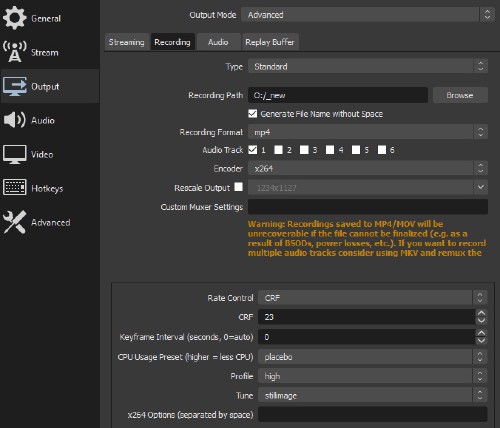 General
Stream
Output
Audio
Video
Hotkeys
Advanced
Output Mode Advanced
Streaming Recording Audio Replay Buffer
Type Standard
Recording Path O:/_new Browse
Generate File Name without Space
Recording Format mp4
Audio Track 1 2 3 4 5 6
Encoder x264
Rescale Output 1234x1127
Custom Muxer Settings
Warning: Recordings saved to MP4/MOV will be
unrecoverable if the file cannot be finalized (e.g. as a
result of BSODs, power losses, etc.). If you want to record
multiple audio tracks consider using MKV and remux the
Rate Control CRF
CRF 23
Keyframe Interval (seconds, 0=auto) 0
CPU Usage Preset (higher = less CPU) placebo
Profile high
Tune stillimage
x264 Options (separated by space)